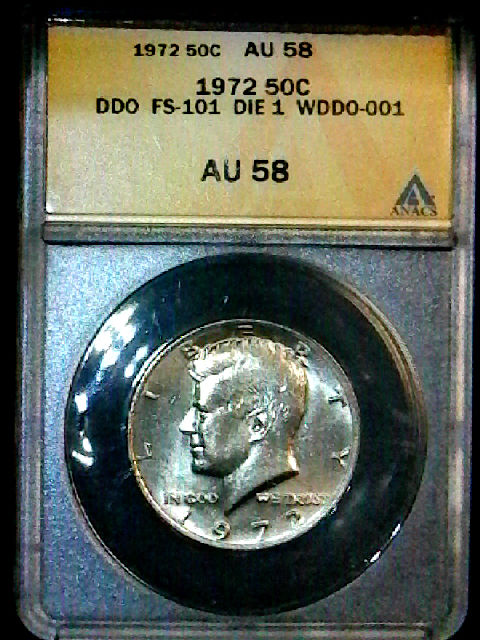 1972 50C AU 58
1972 50C
DDO FS-101 DIE 1 WDDO-001
AU 58
ANACS
LIBERTY
IN GOD WE TRUST
1972